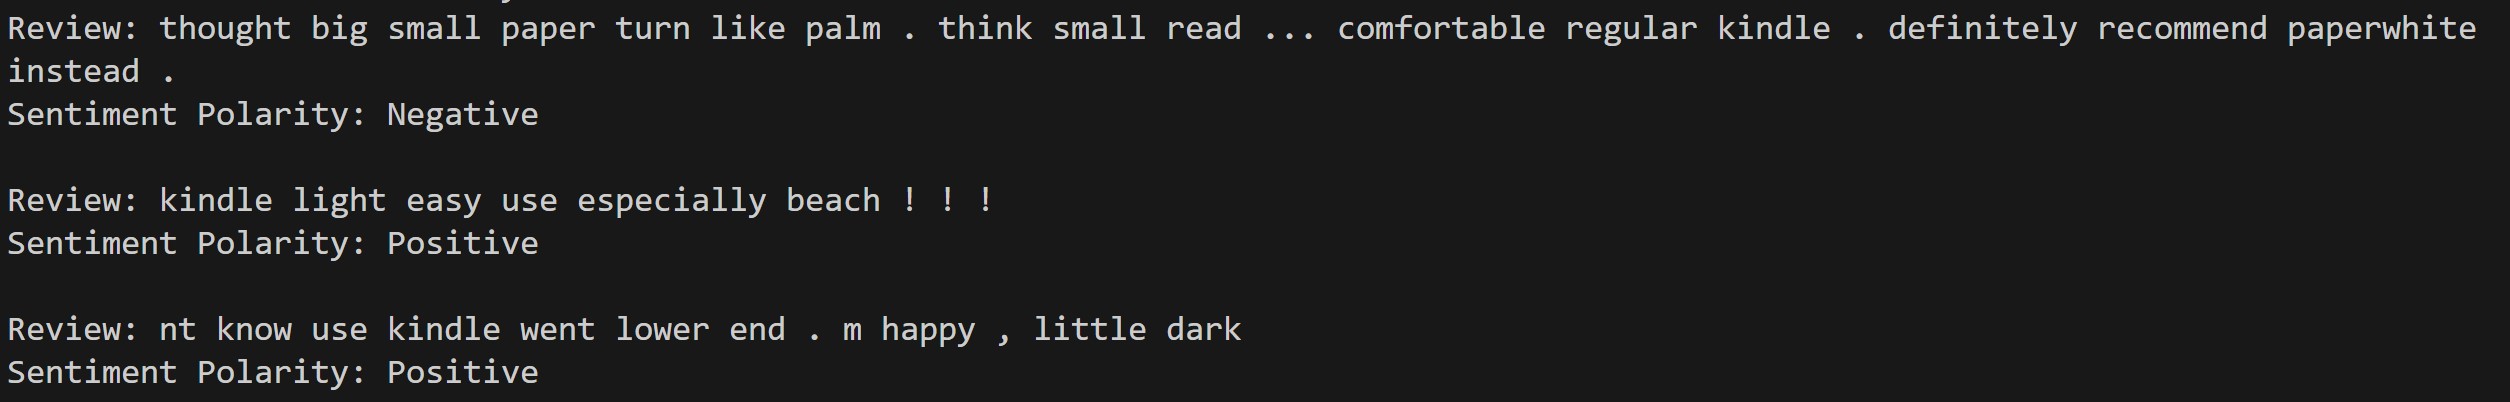 Review: thought big small paper turn like palm . think small read ... comfortable regular kindle . definitely recommend paperwhite
instead .
Sentiment Polarity: Negative
Review: kindle light easy use especially beach ! ! !
Sentiment Polarity: Positive
Review: nt know use kindle went lower end . m happy , little dark
Sentiment Polarity: Positive